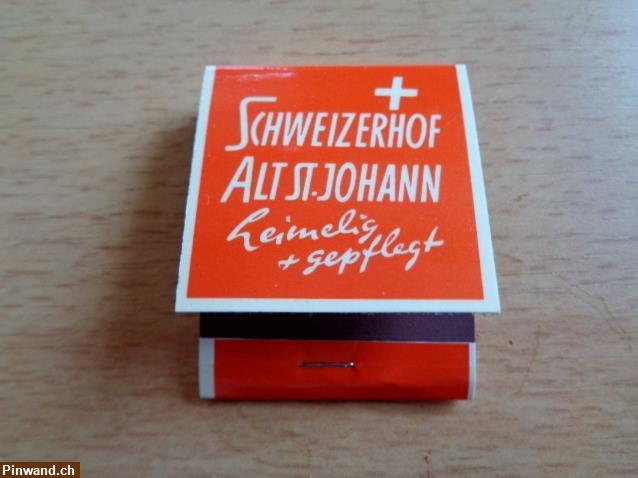 SCHWEIZERHOF
ALT ST. JOHANN
heimelig
+ gepflegt
Pinwand.ch